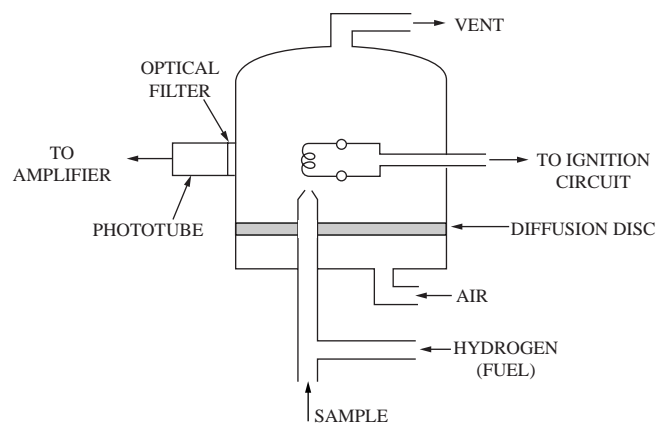 VENT
OPTICAL
FILTER
TO
AMPLIFIER
TO IGNITION
CIRCUIT
PHOTOTUBE
DIFFUSION DISC
AIR
HYDROGEN
(FUEL)
SAMPLE